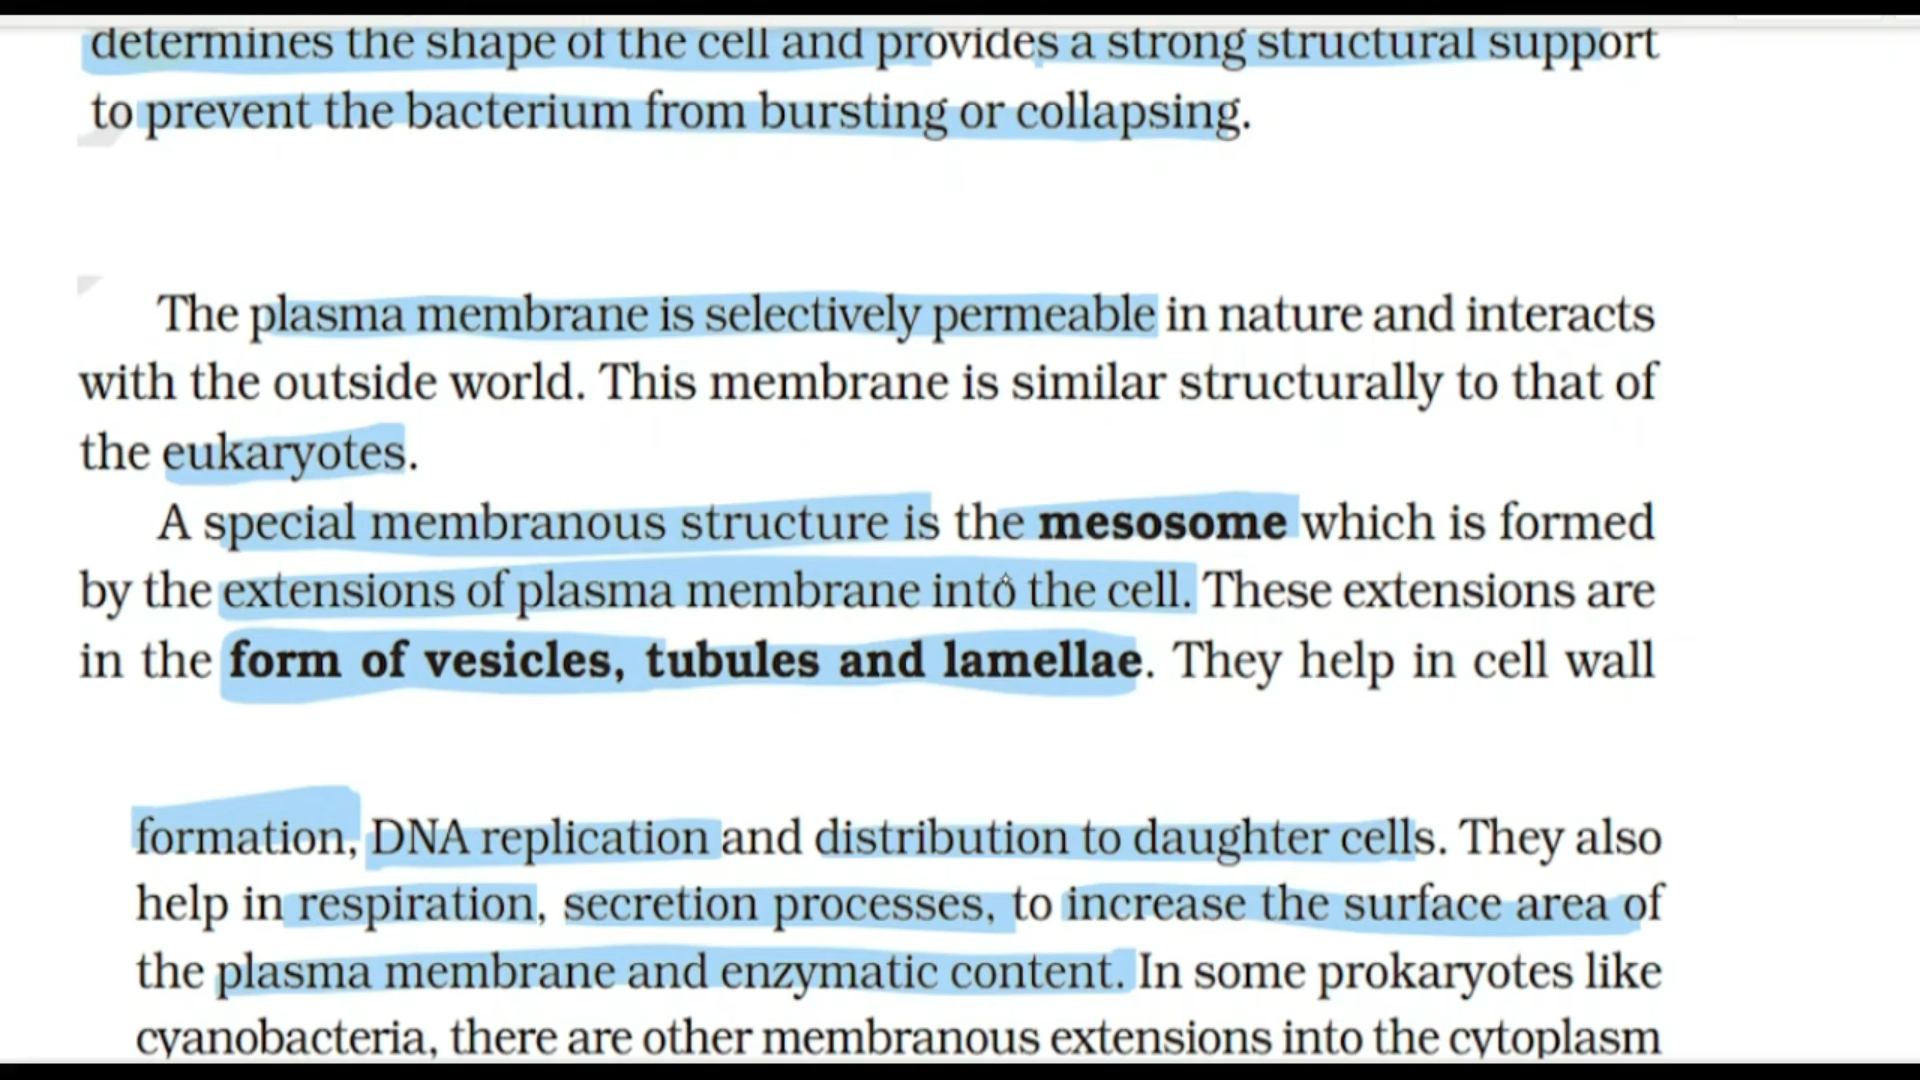 determines the shape of the cell and provides a strong structural support
to prevent the bacterium from bursting or collapsing.
The plasma membrane is selectively permeable in nature and interacts
with the outside world. This membrane is similar structurally to that of
the eukaryotes.
A special membranous structure is the mesosome which is formed
by the extensions of plasma membrane into the cell. These extensions are
in the form of vesicles, tubules and lamellae. They help in cell wall
formation, DNA replication and distribution to daughter cells. They also
help in respiration, secretion processes, to increase the surface area of
the plasma membrane and enzymatic content. In some prokaryotes like
cyanobacteria, there are other membranous extensions into the cytoplasm